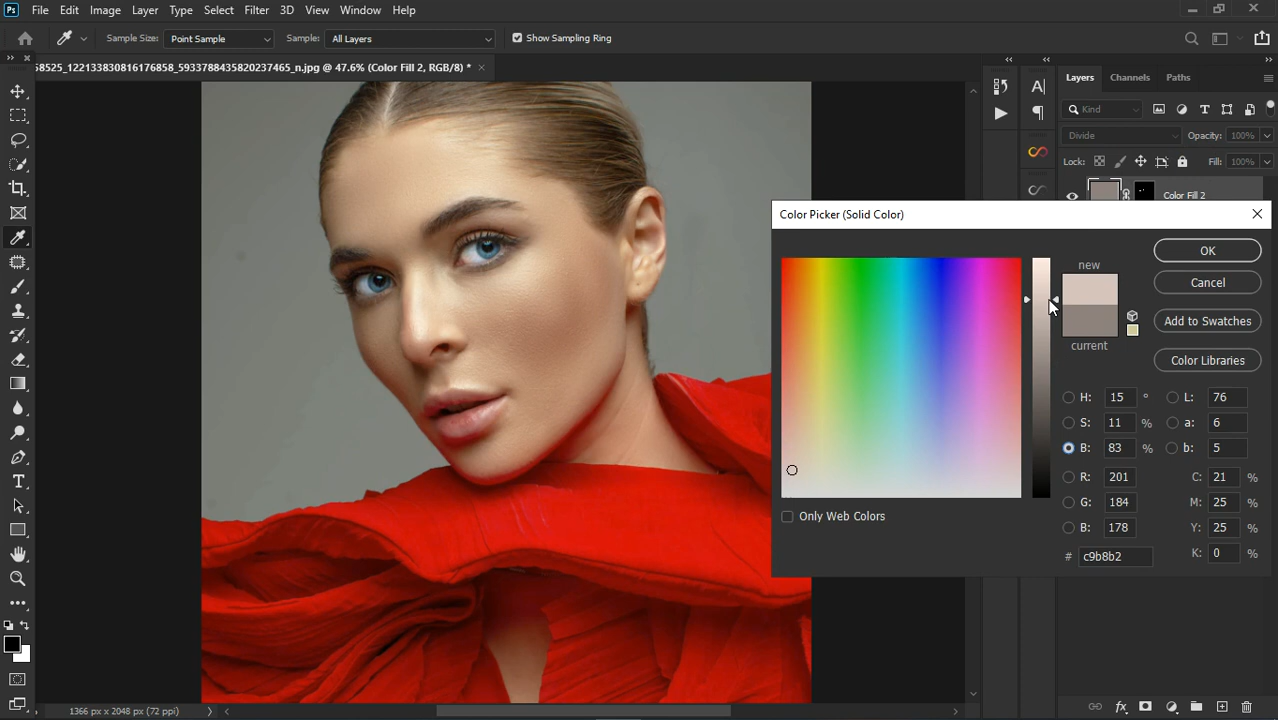 Ps File Edit Image Layer Type Select Filter 3D View Window Help
Sample Size: Point Sample Sample: All Layers Show Sampling Ring
58525_122133830816176858_5933788435820237465_n.jpg @ 47.6% (Color Fill 2, RGB/8) *
Layers Channels Paths
Kind
Divide Opacity: 100%
Lock: Fill: 100%
Color Fill 2
Color Picker (Solid Color)
new
current
OK
Cancel
Add to Swatches
Color Libraries
H: 15 ° L: 76
S: 11 % a: 6
B: 83 % b: 5
R: 201 C: 21 %
G: 184 M: 25 %
B: 178 Y: 25 %
# c9b8b2 K: 0 %
Only Web Colors
1366 px x 2048 px (72 ppi)